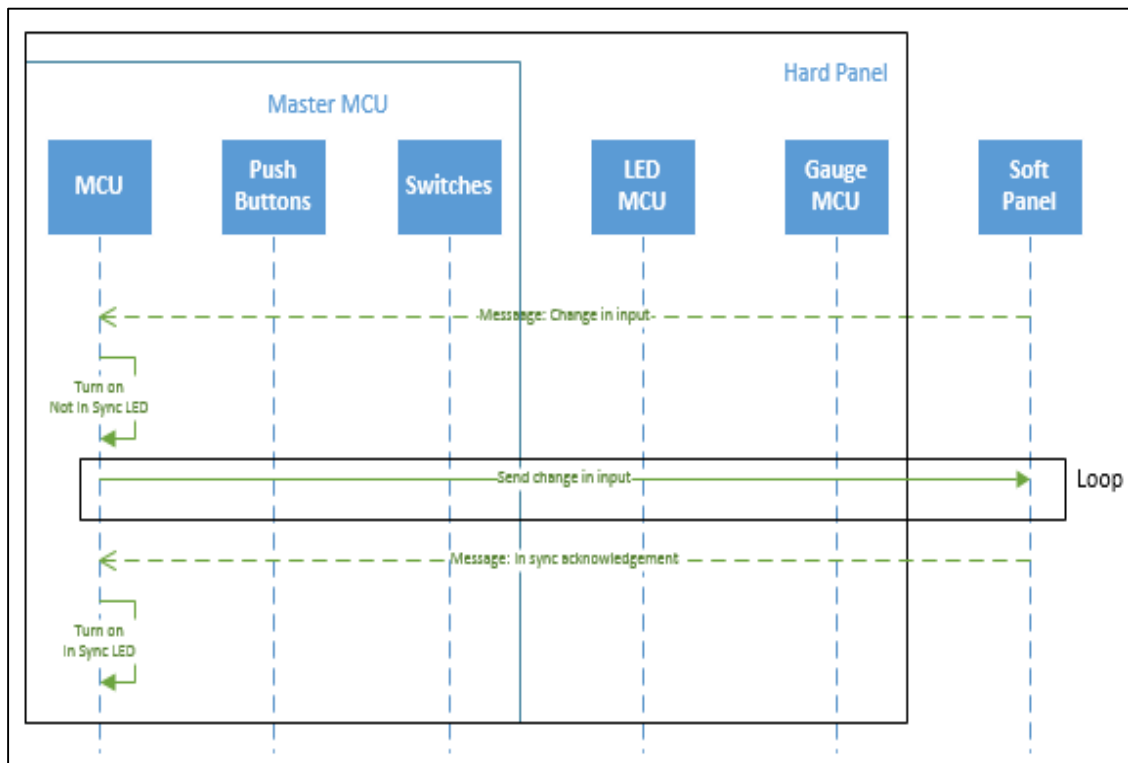 Hard Panel
Master MCU
MCU
Push
Buttons
Switches
LED
MCU
Gauge
MCU
Soft
Panel
Message: Change in input
Turn on
Not In Sync LED
Send change in input
Loop
Message: In sync acknowledgement
Turn on
In Sync LED